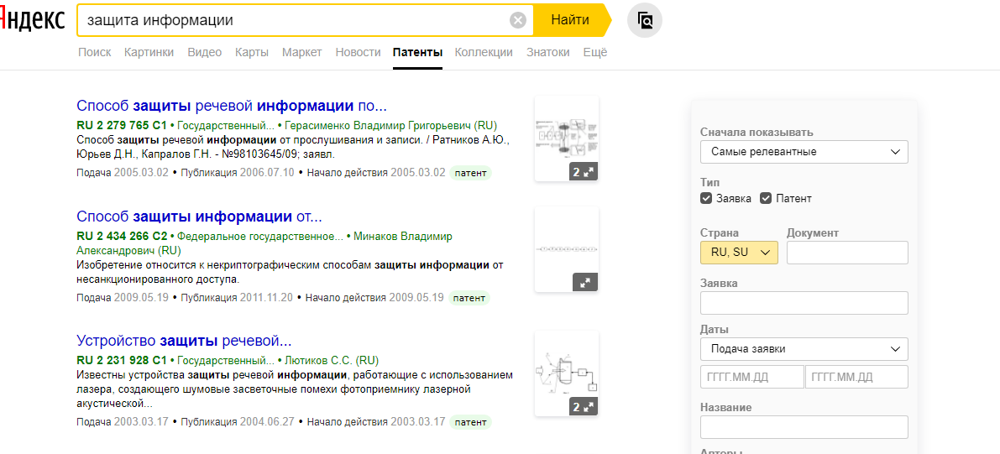 Яндекс
защита информации
Найти
Поиск Картинки Видео Карты Маркет Новости Патенты Коллекции Знатоки Ещё
Способ защиты речевой информации по...
RU 2 279 765 C1 • Государственный... • Герасименко Владимир Григорьевич (RU)
Способ защиты речевой информации от прослушивания и записи. / Ратников А.Ю.,
Юрьев Д.Н., Капралов Г.Н. - №98103645/09; заявл.
Подача 2005.03.02 • Публикация 2006.07.10 • Начало действия 2005.03.02 патент
2
Способ защиты информации от...
RU 2 434 266 C2 • Федеральное государственное... • Минаков Владимир
Александрович (RU)
Изобретение относится к некриптографическим способам защиты информации от
несанкционированного доступа.
Подача 2009.05.19 • Публикация 2011.11.20 • Начало действия 2009.05.19 патент
Устройство защиты речевой...
RU 2 231 928 C1 • Государственный... • Лютиков С.С. (RU)
Известны устройства защиты речевой информации, работающие с использованием
лазера, создающего шумовые засветочные помехи фотоприемнику лазерной
акустической...
Подача 2003.03.17 • Публикация 2004.06.27 • Начало действия 2003.03.17 патент
2
Сначала показывать
Самые релевантные
Тип
Заявка Патент
Страна Документ
RU, SU
Заявка
Даты
Подача заявки
ГГГГ.ММ.ДД ГГГГ.ММ.ДД
Название
Авторы